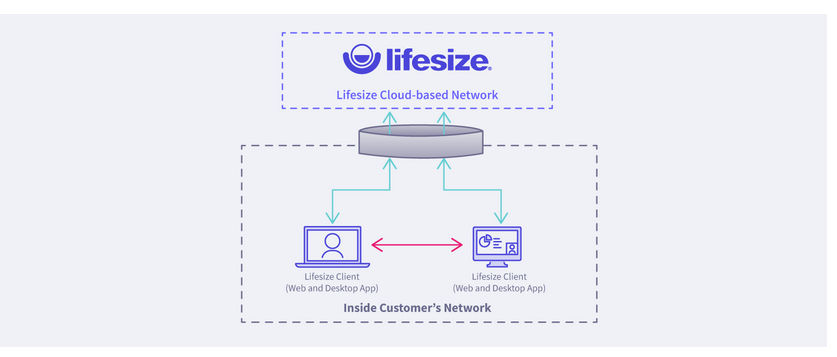 lifesize®
Lifesize Cloud-based Network
Lifesize Client
(Web and Desktop App)
Lifesize Client
(Web and Desktop App)
Inside Customer’s Network